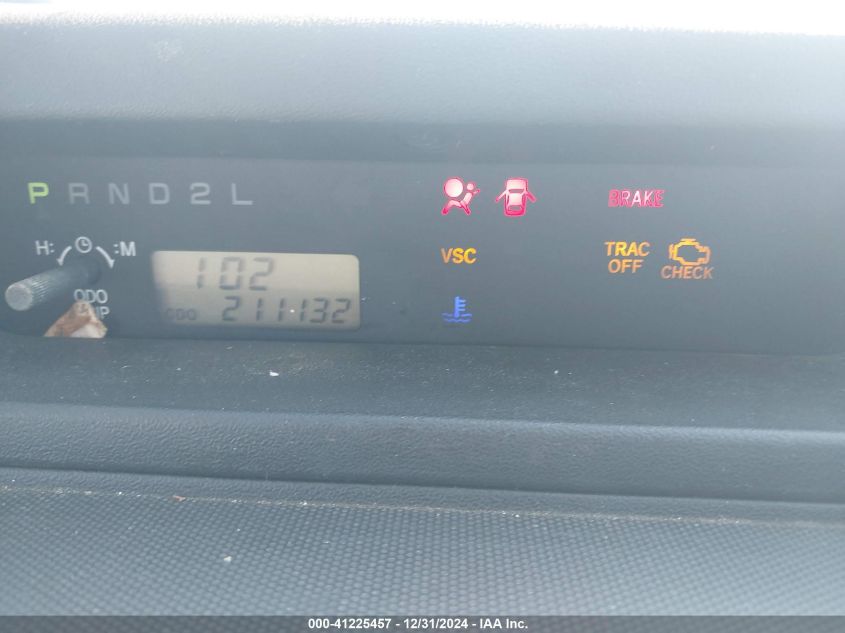 P R N D 2 L
BRAKE
H: :M
VSC
TRAC
OFF
CHECK
102
ODO
ODO 211132
000-41225457 - 12/31/2024 - IAA Inc.